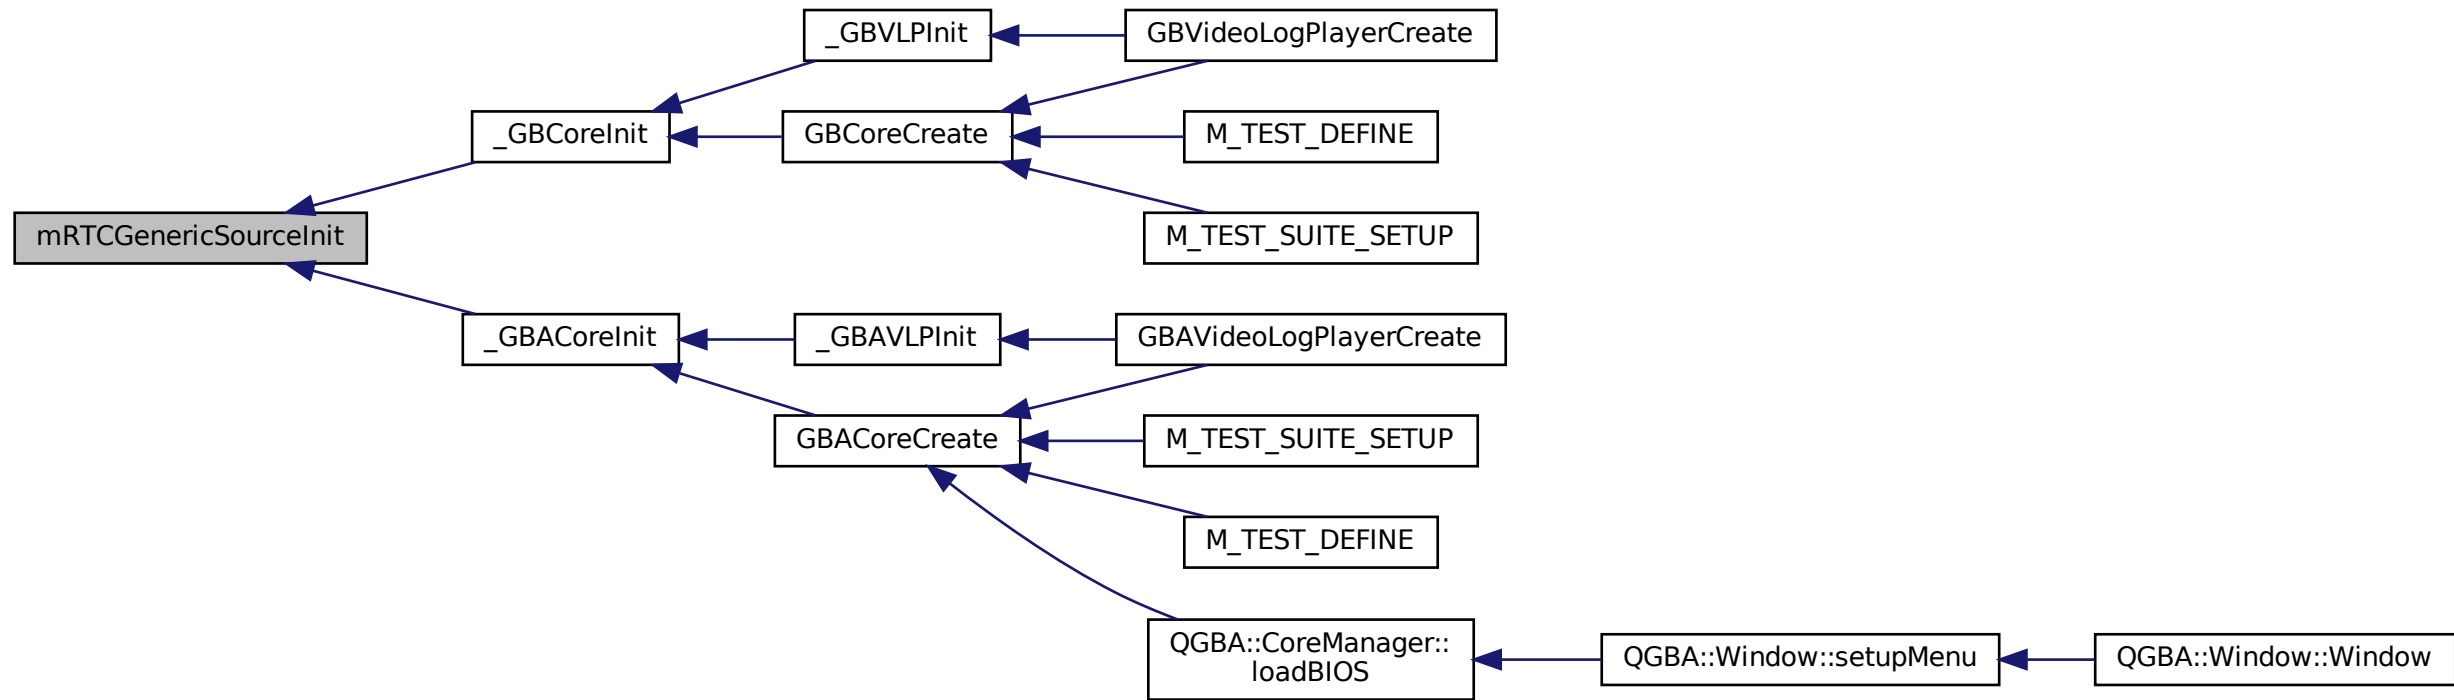 _GBVLPInit
GBVideoLogPlayerCreate
_GBCoreInit
GBCoreCreate
M_TEST_DEFINE
mRTCGenericSourceInit
M_TEST_SUITE_SETUP
_GBACoreInit
_GBAVLPInit
GBAVideoLogPlayerCreate
GBACoreCreate
M_TEST_SUITE_SETUP
M_TEST_DEFINE
QGBA::CoreManager::
loadBIOS
QGBA::Window::setupMenu
QGBA::Window::Window